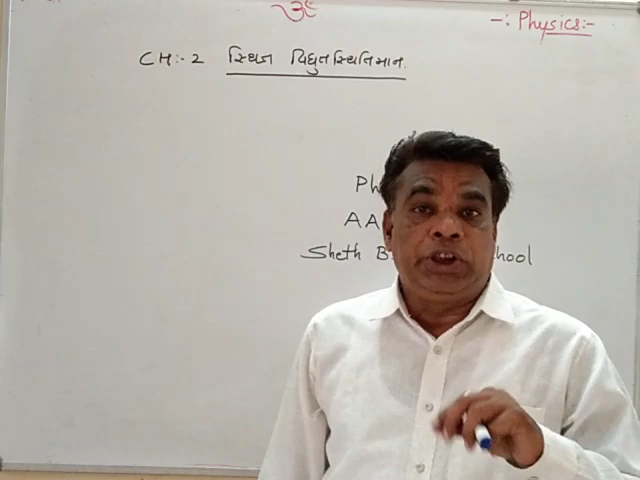 ૐ
-: Physics:-
CH:-2 સ્થિત વિદ્યુતસ્થિતિમાન.
Ph
AA
Sheth B hool